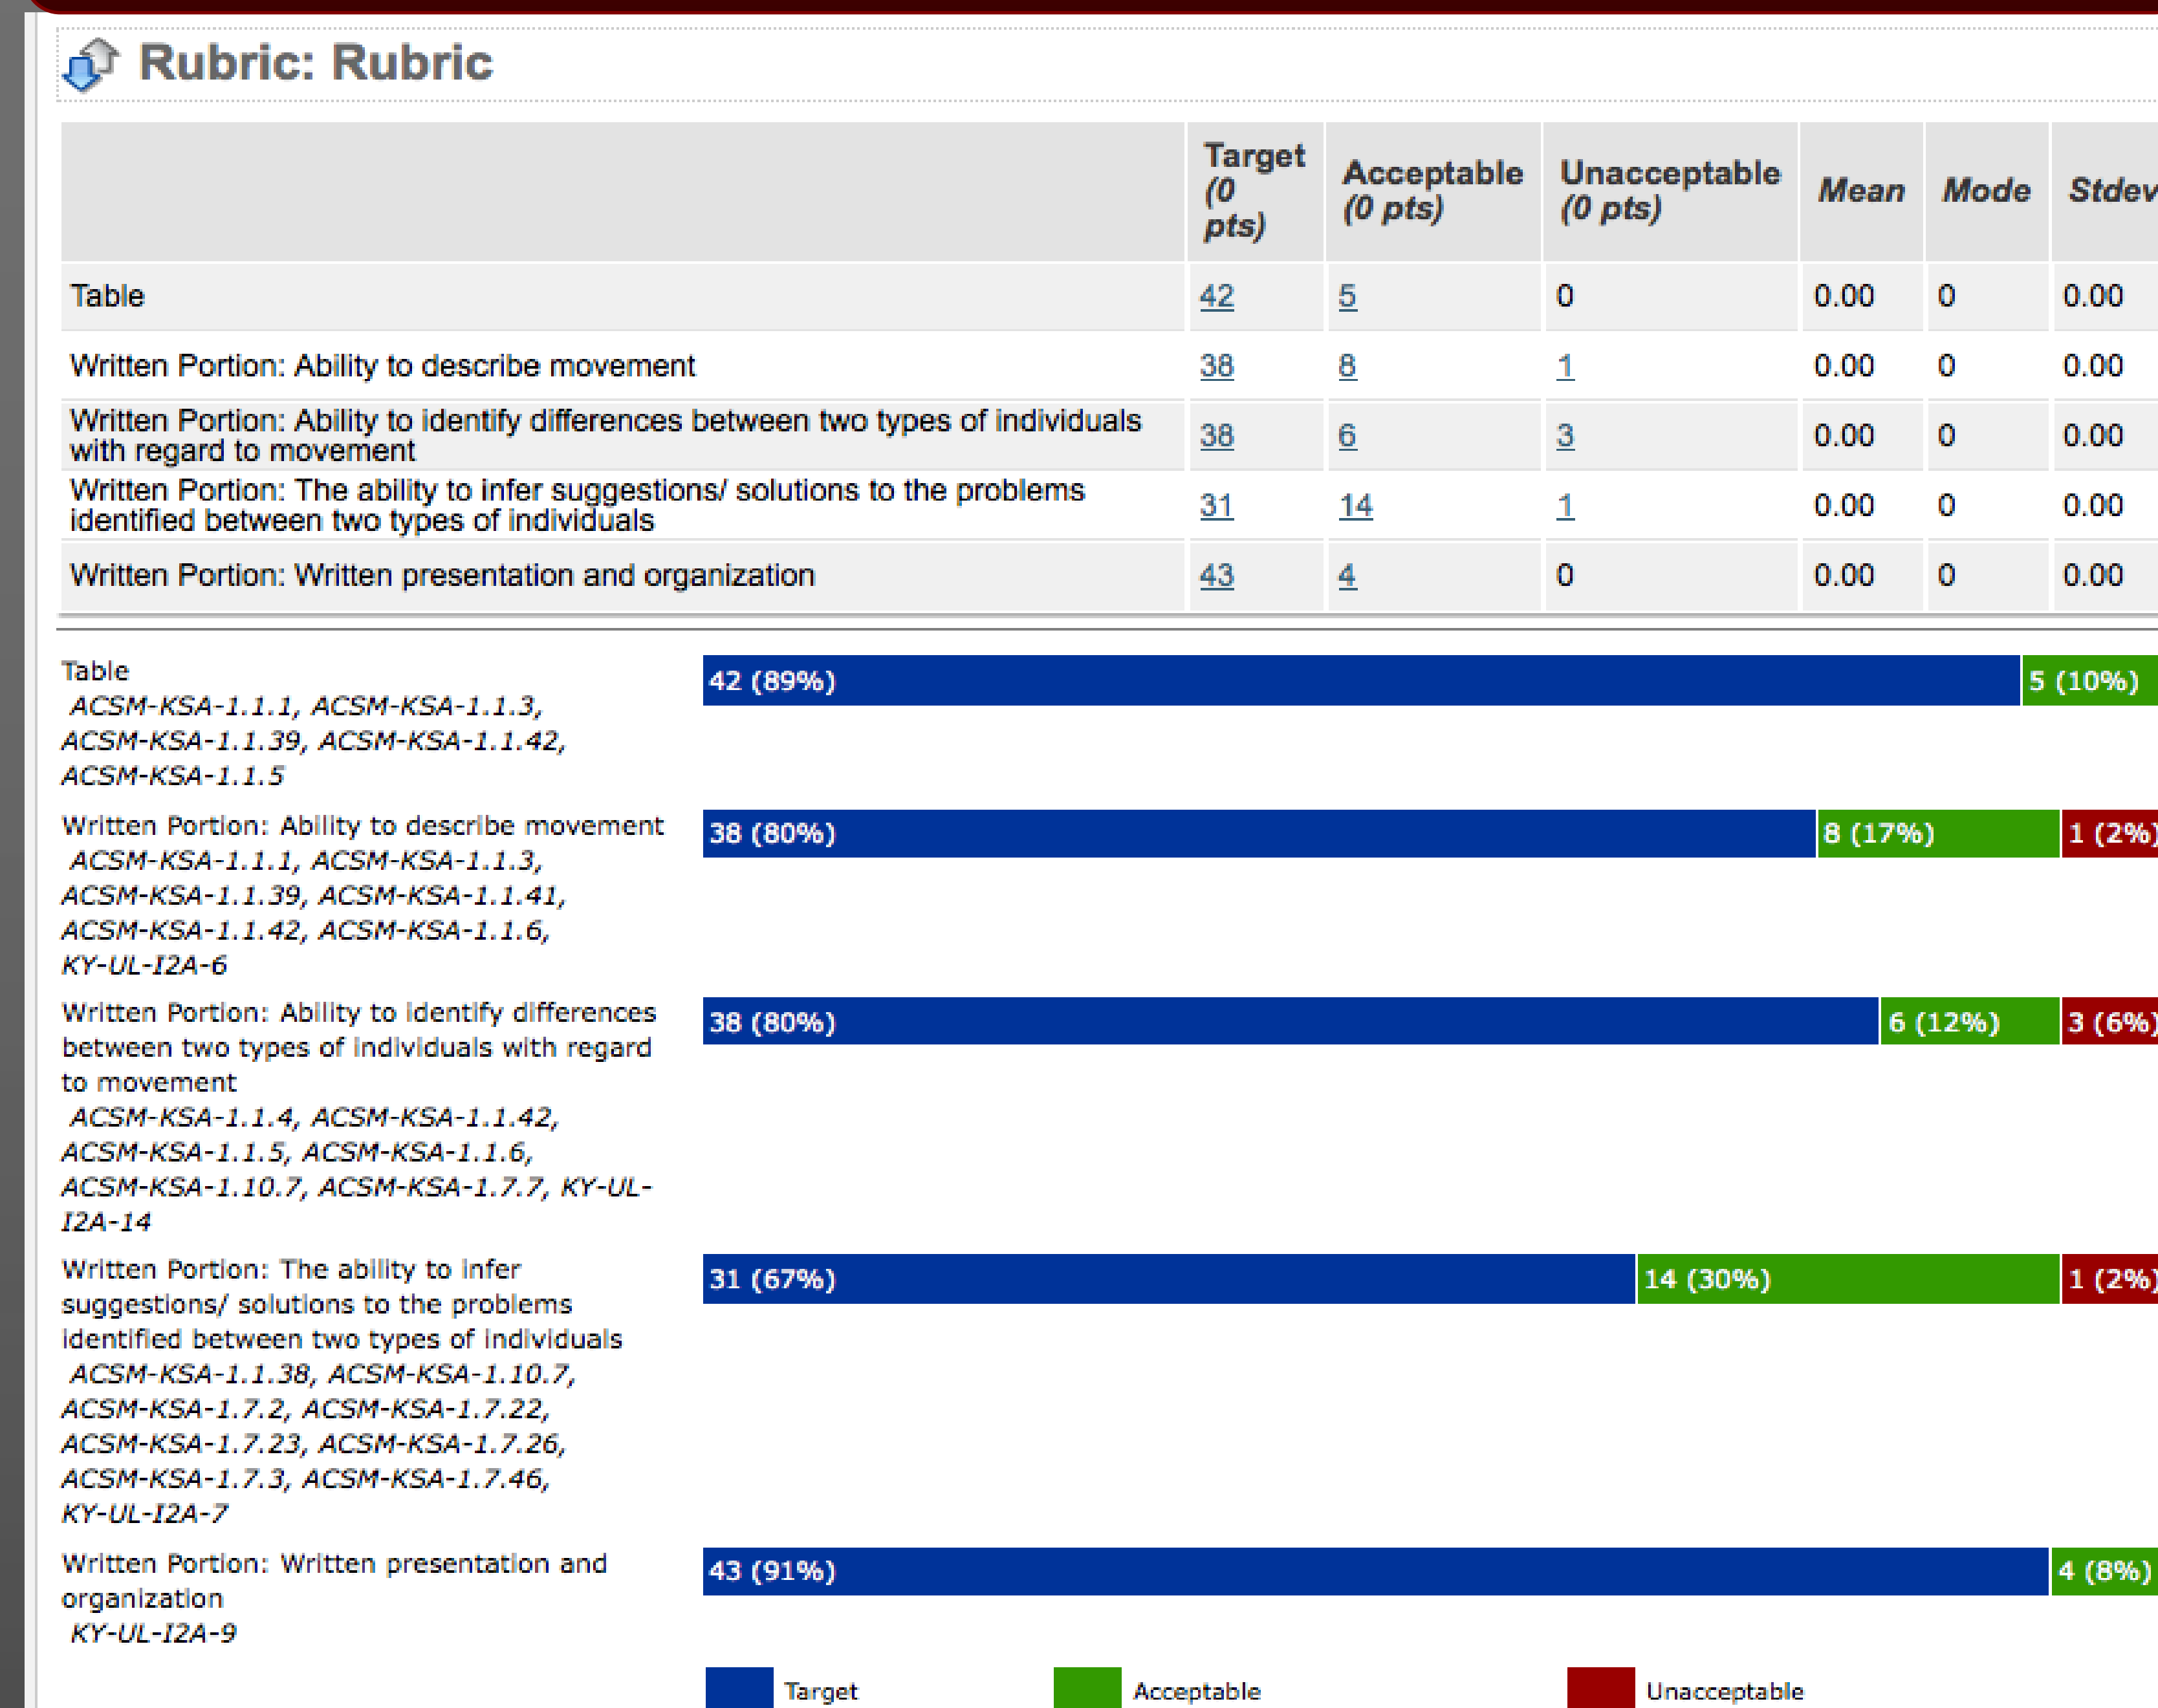 Rubric: Rubric
Target (0 pts) Acceptable (0 pts) Unacceptable (0 pts) Mean Mode Stdev
Table 42 5 0 0.00 0 0.00
Written Portion: Ability to describe movement 38 8 1 0.00 0 0.00
Written Portion: Ability to identify differences between two types of individuals
with regard to movement 38 6 3 0.00 0 0.00
Written Portion: The ability to infer suggestions/ solutions to the problems
identified between two types of individuals 31 14 1 0.00 0 0.00
Written Portion: Written presentation and organization 43 4 0 0.00 0 0.00
Table 42 (89%) 5 (10%)
ACSM-KSA-1.1.1, ACSM-KSA-1.1.3,
ACSM-KSA-1.1.39, ACSM-KSA-1.1.42,
ACSM-KSA-1.1.5
Written Portion: Ability to describe movement 38 (80%) 8 (17%) 1 (2%)
ACSM-KSA-1.1.1, ACSM-KSA-1.1.3,
ACSM-KSA-1.1.39, ACSM-KSA-1.1.41,
ACSM-KSA-1.1.42, ACSM-KSA-1.1.6,
KY-UL-I2A-6
Written Portion: Ability to identify differences 38 (80%) 6 (12%) 3 (6%)
between two types of individuals with regard
to movement
ACSM-KSA-1.1.4, ACSM-KSA-1.1.42,
ACSM-KSA-1.1.5, ACSM-KSA-1.1.6,
ACSM-KSA-1.10.7, ACSM-KSA-1.7.7, KY-UL-
I2A-14
Written Portion: The ability to infer 31 (67%) 14 (30%) 1 (2%)
suggestions/ solutions to the problems
identified between two types of individuals
ACSM-KSA-1.1.38, ACSM-KSA-1.10.7,
ACSM-KSA-1.7.2, ACSM-KSA-1.7.22,
ACSM-KSA-1.7.23, ACSM-KSA-1.7.26,
ACSM-KSA-1.7.3, ACSM-KSA-1.7.46,
KY-UL-I2A-7
Written Portion: Written presentation and 43 (91%) 4 (8%)
organization
KY-UL-I2A-9
Target Acceptable Unacceptable